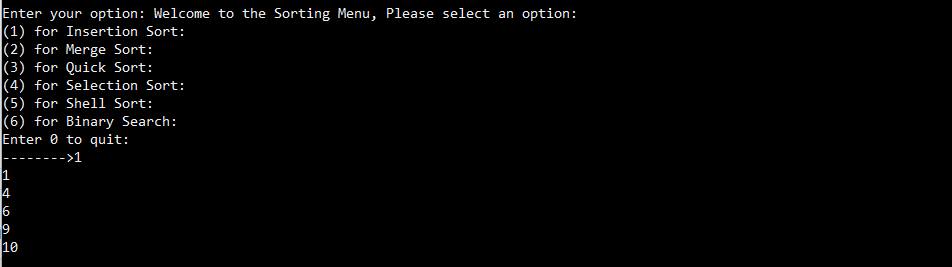 Enter your option: Welcome to the Sorting Menu, Please select an option:
(1) for Insertion Sort:
(2) for Merge Sort:
(3) for Quick Sort:
(4) for Selection Sort:
(5) for Shell Sort:
(6) for Binary Search:
Enter 0 to quit:
-------->1
1
4
6
9
10